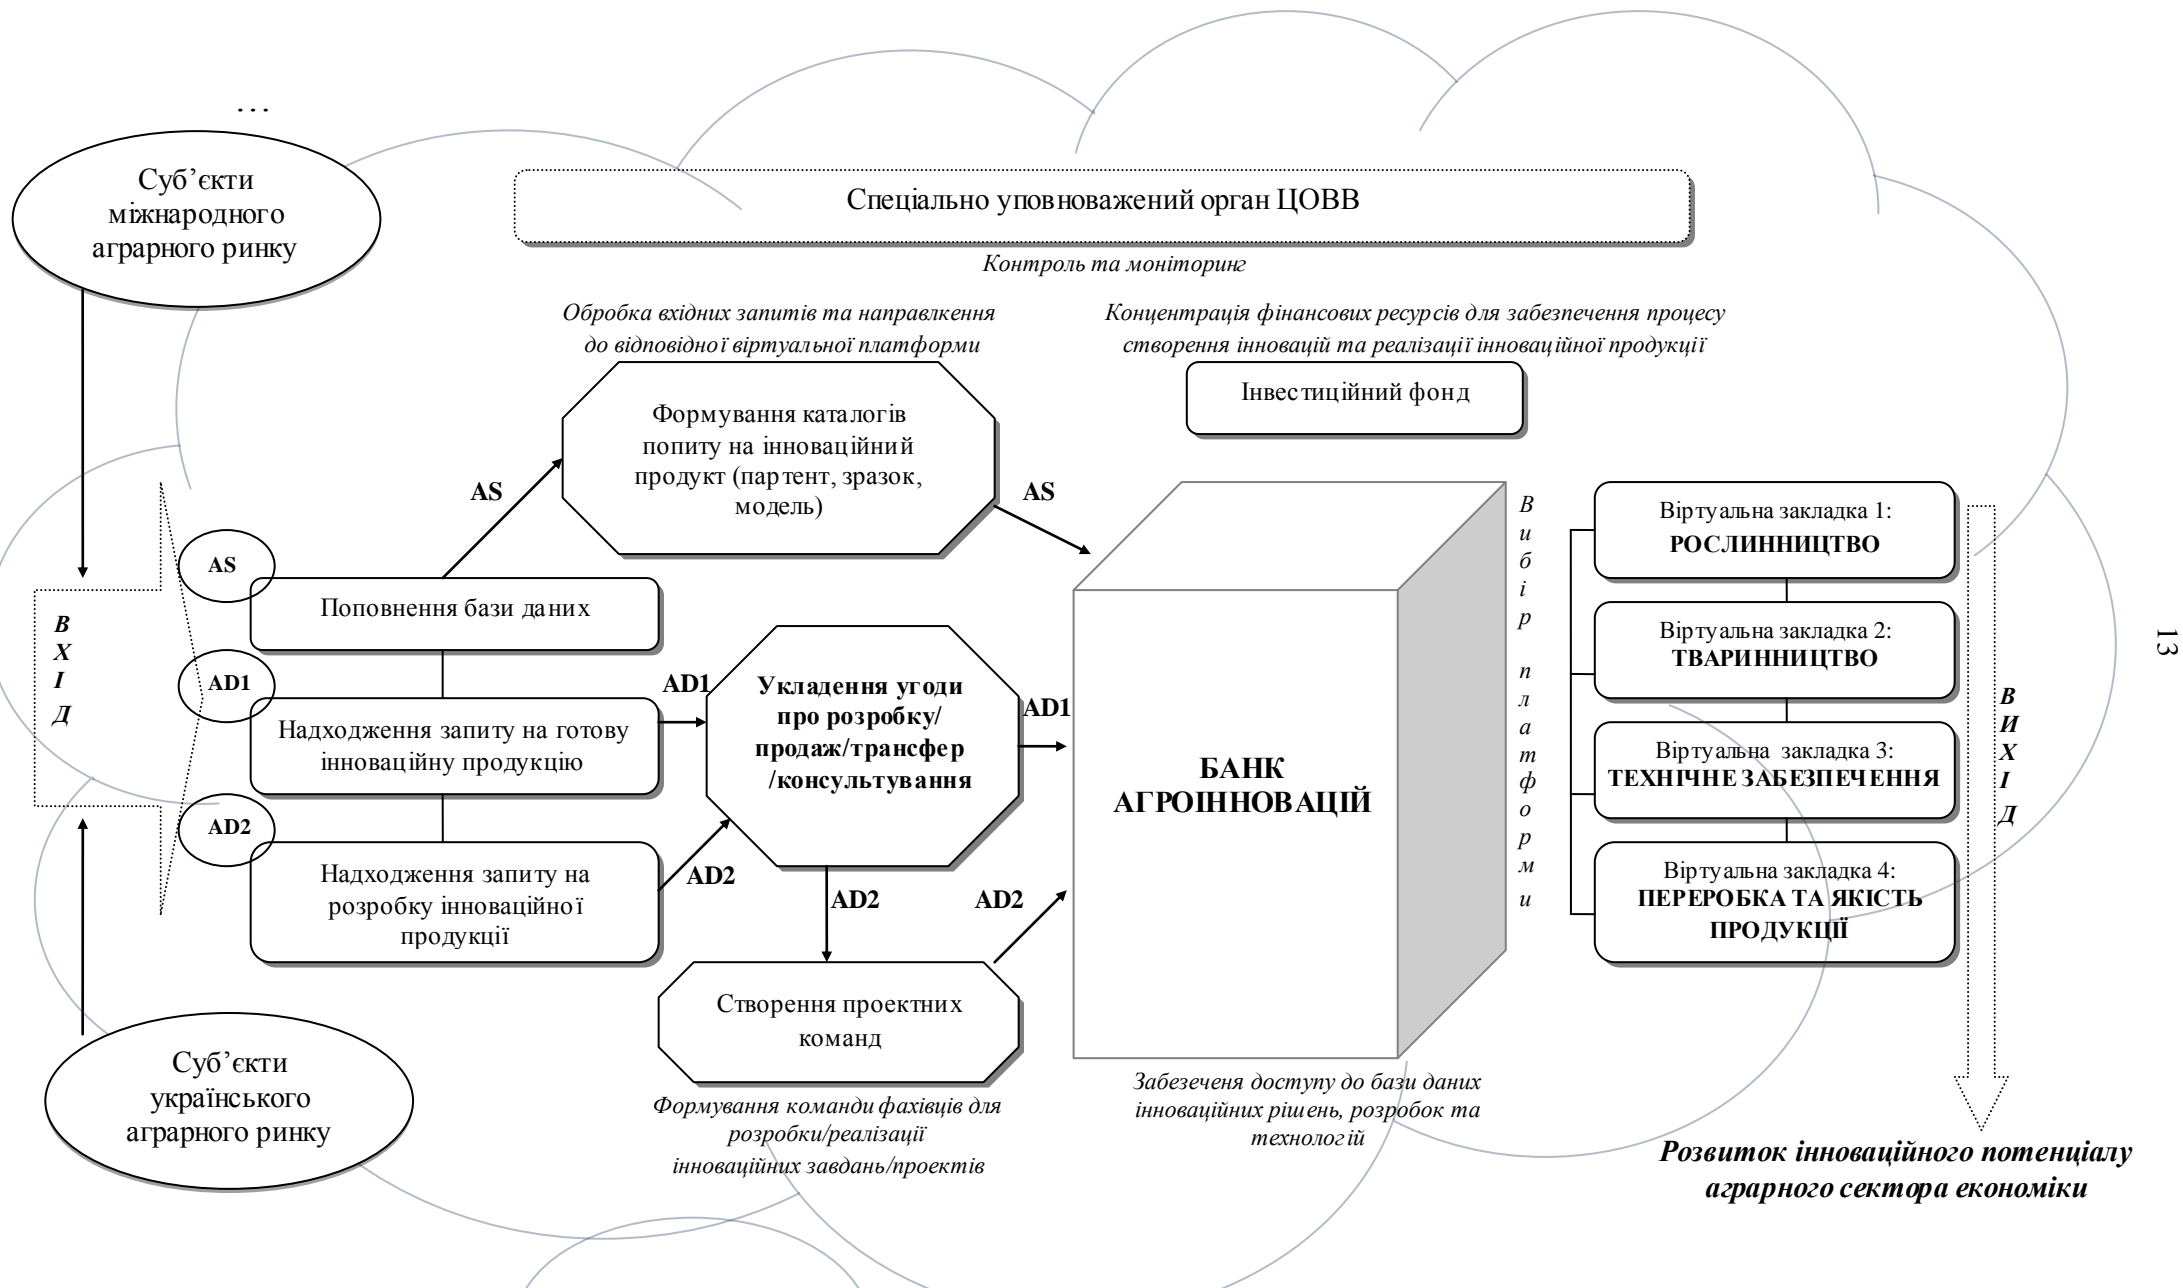 …
Суб’єкти
міжнародного
аграрного ринку
Спеціально уповноважений орган ЦОВВ
Контроль та моніторинг
Обробка вхідних запитів та направлкення
до відповідної віртуальної платформи
Концентрація фінансових ресурсів для забезпечення процесу
створення інновацій та реалізації інноваційної продукції
Інвестиційний фонд
Формування каталогів
попиту на інноваційний
продукт (партент, зразок,
модель)
AS
AS
ВХІД
AS
Поповнення бази даних
AD1
Надходження запиту на готову
інноваційну продукцію
AD2
Надходження запиту на
розробку інноваційної
продукції
AD1
Укладення угоди
про розробку/
продаж/трансфер
/консультування
AD1
AD2
AD2
AD2
Створення проектних
команд
Формування команди фахівців для
розробки/реалізації
інноваційних завдань/проектів
БАНК
АГРОІННОВАЦІЙ
Забезеченя доступу до бази даних
інноваційних рішень, розробок та
технологій
Вибір платформи
Віртуальна закладка 1:
РОСЛИННИЦТВО
Віртуальна закладка 2:
ТВАРИННИЦТВО
Віртуальна закладка 3:
ТЕХНІЧНЕ ЗАБЕЗПЕЧЕННЯ
Віртуальна закладка 4:
ПЕРЕРОБКА ТА ЯКІСТЬ
ПРОДУКЦІЇ
ВИХІД
Розвиток інноваційного потенціалу
аграрного сектора економіки
Суб’єкти
українського
аграрного ринку
13